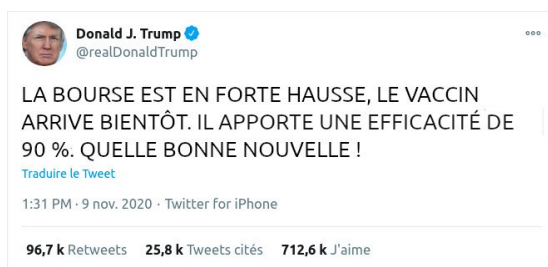 Donald J. Trump
@realDonaldTrump
LA BOURSE EST EN FORTE HAUSSE, LE VACCIN
ARRIVE BIENTÔT. IL APPORTE UNE EFFICACITÉ DE
90 %. QUELLE BONNE NOUVELLE !
Traduire le Tweet
1:31 PM · 9 nov. 2020 · Twitter for iPhone
96,7 k Retweets 25,8 k Tweets cités 712,6 k J'aime